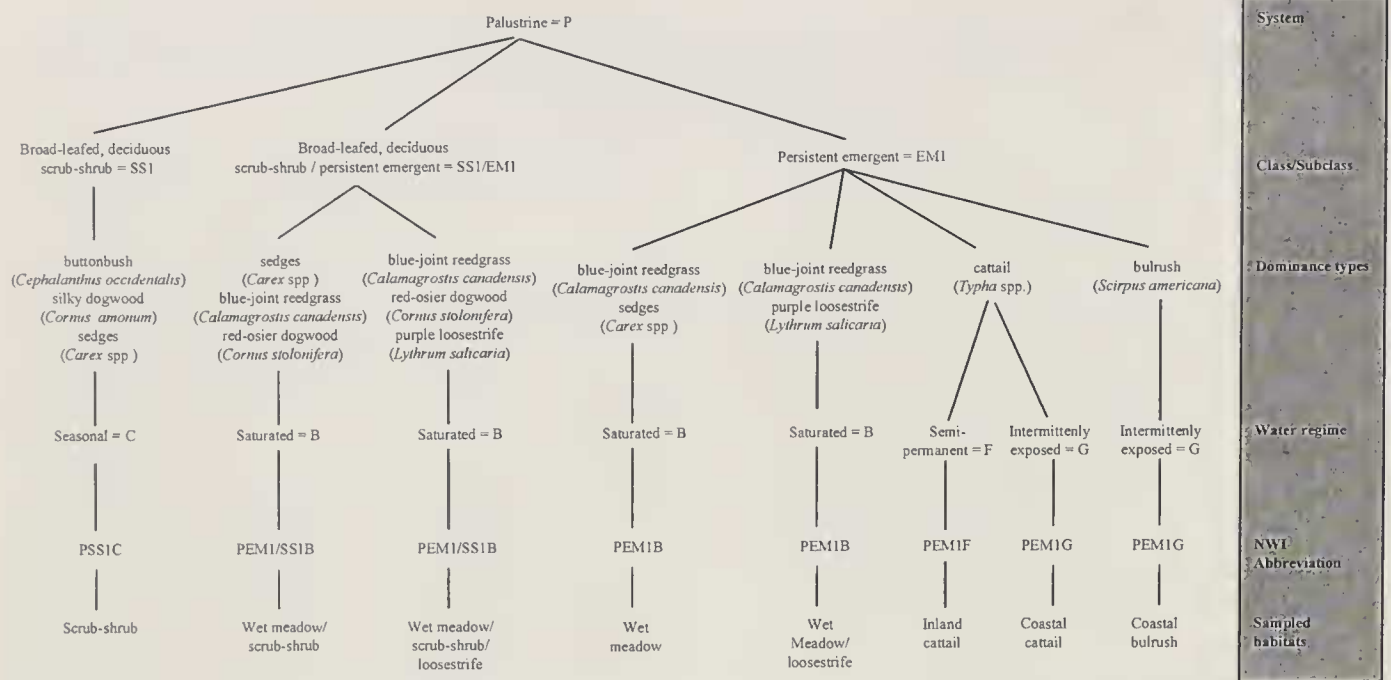 Palustrine = P
System
Broad-leafed, deciduous
scrub-shrub = SS1
Broad-leafed, deciduous
scrub-shrub / persistent emergent = SS1/EM1
Persistent emergent = EM1
Class/Subclass
buttonbush
(Cephalanthus occidentalis)
silky dogwood
(Cornus amonum)
sedges
(Carex spp )
sedges
(Carex spp )
blue-joint reedgrass
(Calamagrostis canadensis)
red-osier dogwood
(Cornus stolonifera)
blue-joint reedgrass
(Calamagrostis canadensis)
red-osier dogwood
(Cornus stolonifera)
purple loosestrife
(Lythrum salicaria)
blue-joint reedgrass
(Calamagrostis canadensis)
sedges
(Carex spp )
blue-joint reedgrass
(Calamagrostis canadensis)
purple loosestrife
(Lythrum salicaria)
cattail
(Typha spp.)
bulrush
(Scirpus americana)
Dominance types
Seasonal = C
Saturated = B
Saturated = B
Saturated = B
Saturated = B
Semi-
permanent = F
Intermittenly
exposed = G
Intermittenly
exposed = G
Water regime
PSS1C
PEM1/SS1B
PEM1/SS1B
PEM1B
PEM1B
PEM1F
PEM1G
PEM1G
NWI
Abbreviation
Scrub-shrub
Wet meadow/
scrub-shrub
Wet meadow/
scrub-shrub/
loosestrife
Wet
meadow
Wet
Meadow/
loosestrife
Inland
cattail
Coastal
cattail
Coastal
bulrush
Sampled
habitats